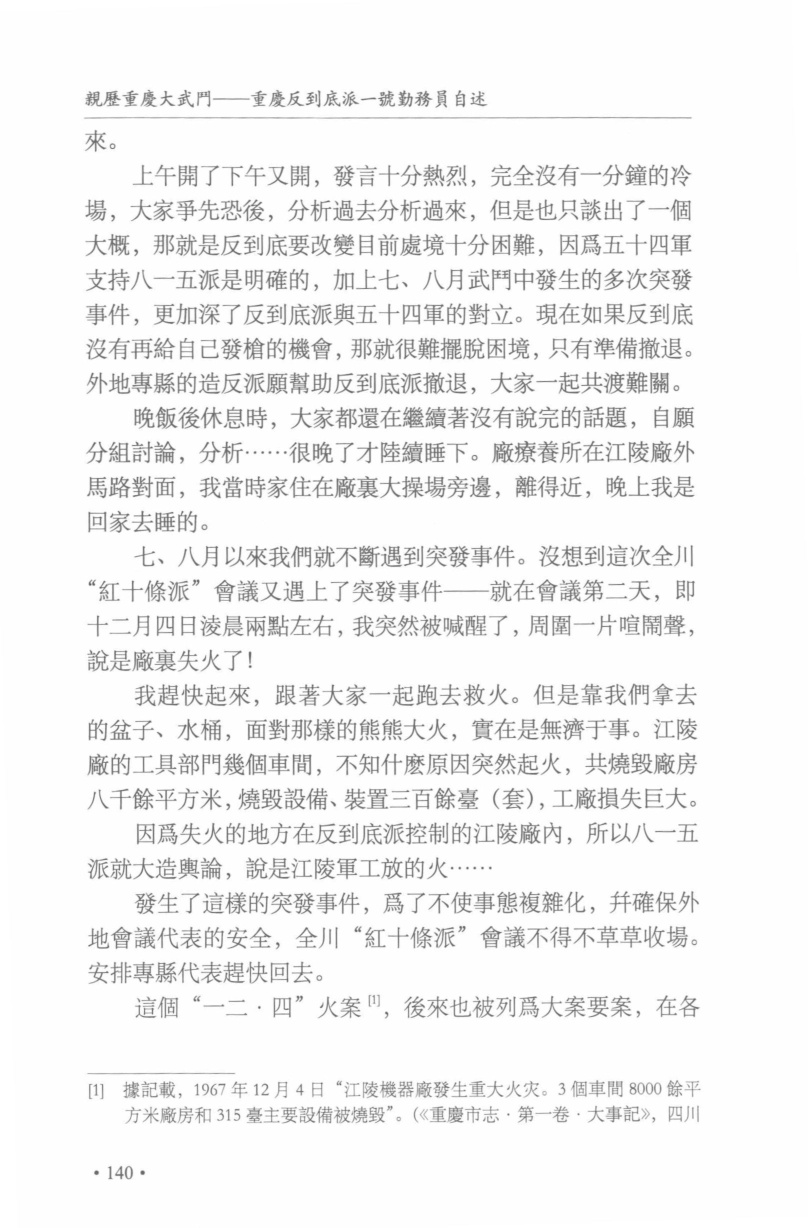 親歷重慶大武鬥——重慶反到底派一號勤務員自述
來。
上午開了下午又開，發言十分熱烈，完全沒有一分鐘的冷
場，大家爭先恐後，分析過去分析過來，但是也只談出了一個
大概，那就是反到底要改變目前處境十分困難，因爲五十四軍
支持八一五派是明確的，加上七、八月武鬥中發生的多次突發
事件，更加深了反到底派與五十四軍的對立。現在如果反到底
沒有再給自己發槍的機會，那就很難擺脫困境，只有準備撤退。
外地專縣的造反派願幫助反到底派撤退，大家一起共渡難關。
晚飯後休息時，大家都還在繼續著沒有說完的話題，自願
分組討論，分析……很晚了才陸續睡下。廠療養所在江陵廠外
馬路對面，我當時家住在廠裏大操場旁邊，離得近，晚上我是
回家去睡的。
七、八月以來我們就不斷遇到突發事件。沒想到這次全川
“紅十條派”會議又遇上了突發事件——就在會議第二天，即
十二月四日淩晨兩點左右，我突然被喊醒了，周圍一片喧鬧聲，
說是廠裏失火了！
我趕快起來，跟著大家一起跑去救火。但是靠我們拿去
的盆子、水桶，面對那樣的熊熊大火，實在是無濟于事。江陵
廠的工具部門幾個車間，不知什麽原因突然起火，共燒毀廠房
八千餘平方米，燒毀設備、裝置三百餘臺（套），工廠損失巨大。
因爲失火的地方在反到底派控制的江陵廠內，所以八一五
派就大造輿論，說是江陵軍工放的火……
發生了這樣的突發事件，爲了不使事態複雜化，幷確保外
地會議代表的安全，全川“紅十條派”會議不得不草草收場。
安排專縣代表趕快回去。
這個“一二·四”火案[1]，後來也被列爲大案要案，在各
[1] 據記載，1967 年 12 月 4 日“江陵機器廠發生重大火灾。3 個車間 8000 餘平
方米廠房和 315 臺主要設備被燒毀”。（《重慶市志·第一卷·大事記》，四川
·140·